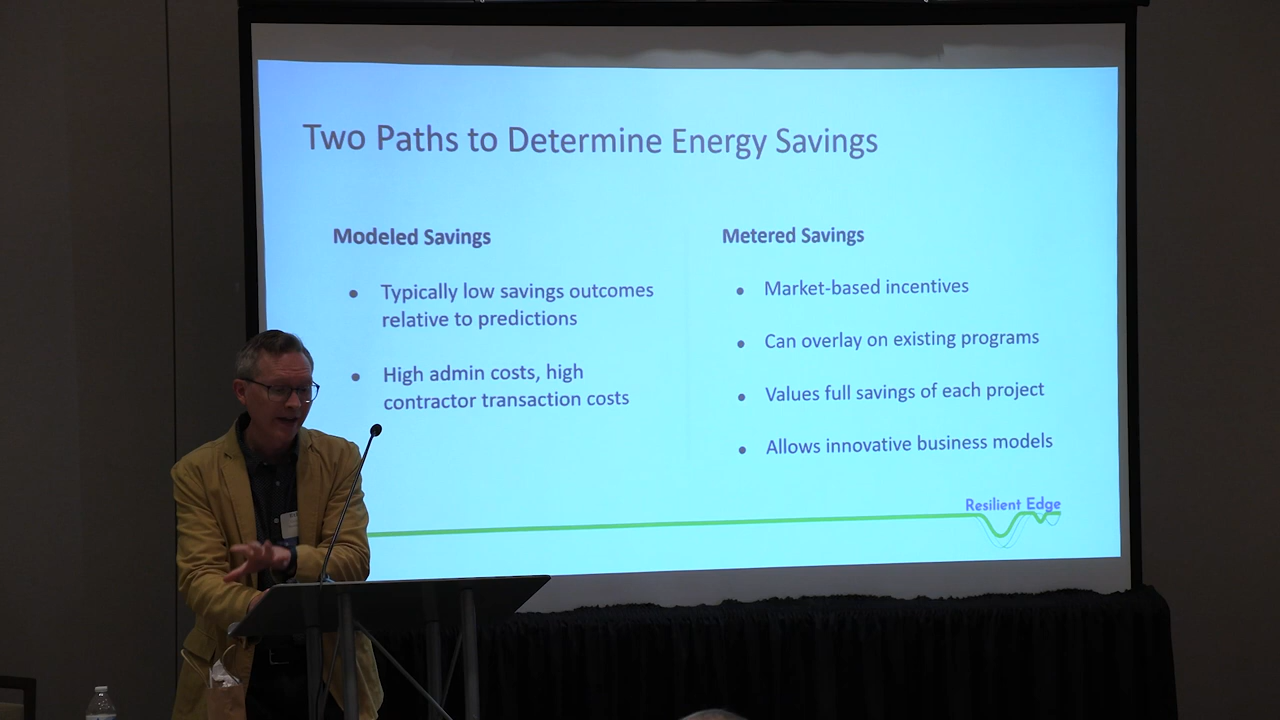 Two Paths to Determine Energy Savings
Modeled Savings
● Typically low savings outcomes
relative to predictions
● High admin costs, high
contractor transaction costs
Metered Savings
● Market-based incentives
● Can overlay on existing programs
● Values full savings of each project
● Allows innovative business models
Resilient Edge